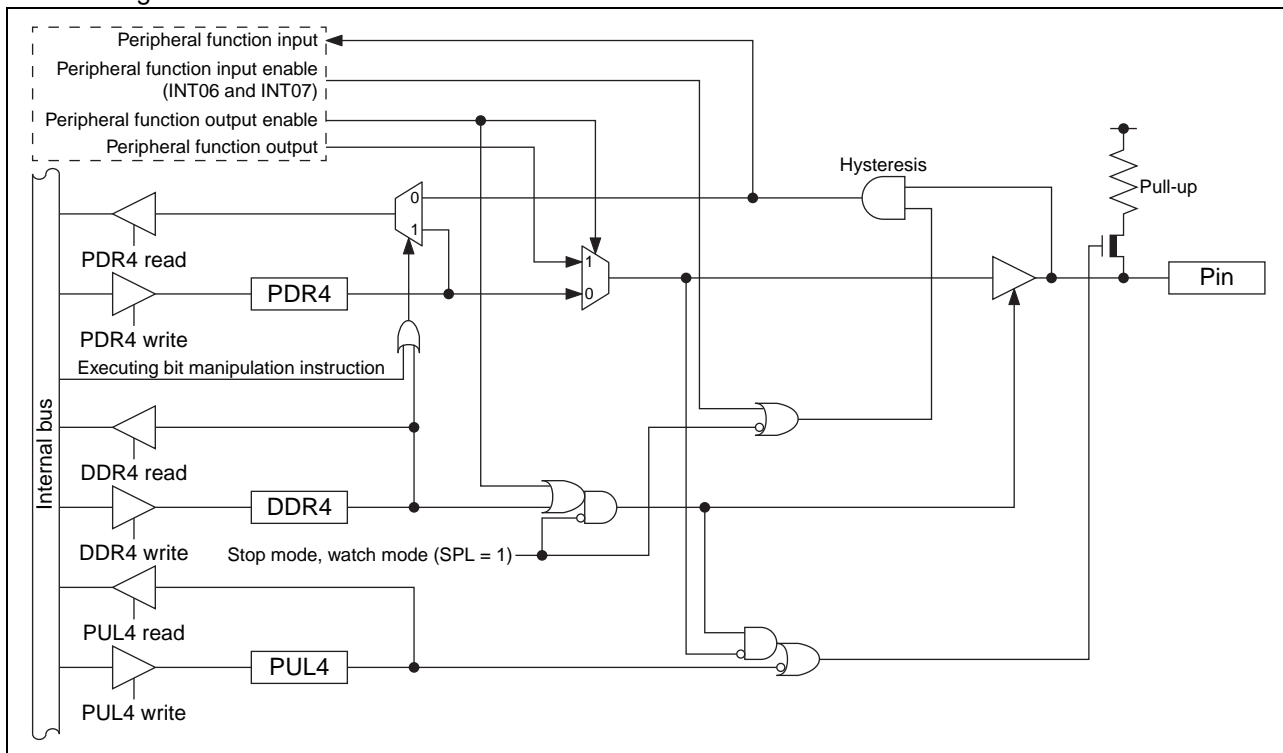 Peripheral function input
Peripheral function input enable
(INT06 and INT07)
Peripheral function output enable
Peripheral function output
Hysteresis
Pull-up
0
1
PDR4 read
1
0
Pin
PDR4
PDR4 write
Executing bit manipulation instruction
Internal bus
DDR4 read
DDR4
DDR4 write
Stop mode, watch mode (SPL = 1)
PUL4 read
PUL4
PUL4 write